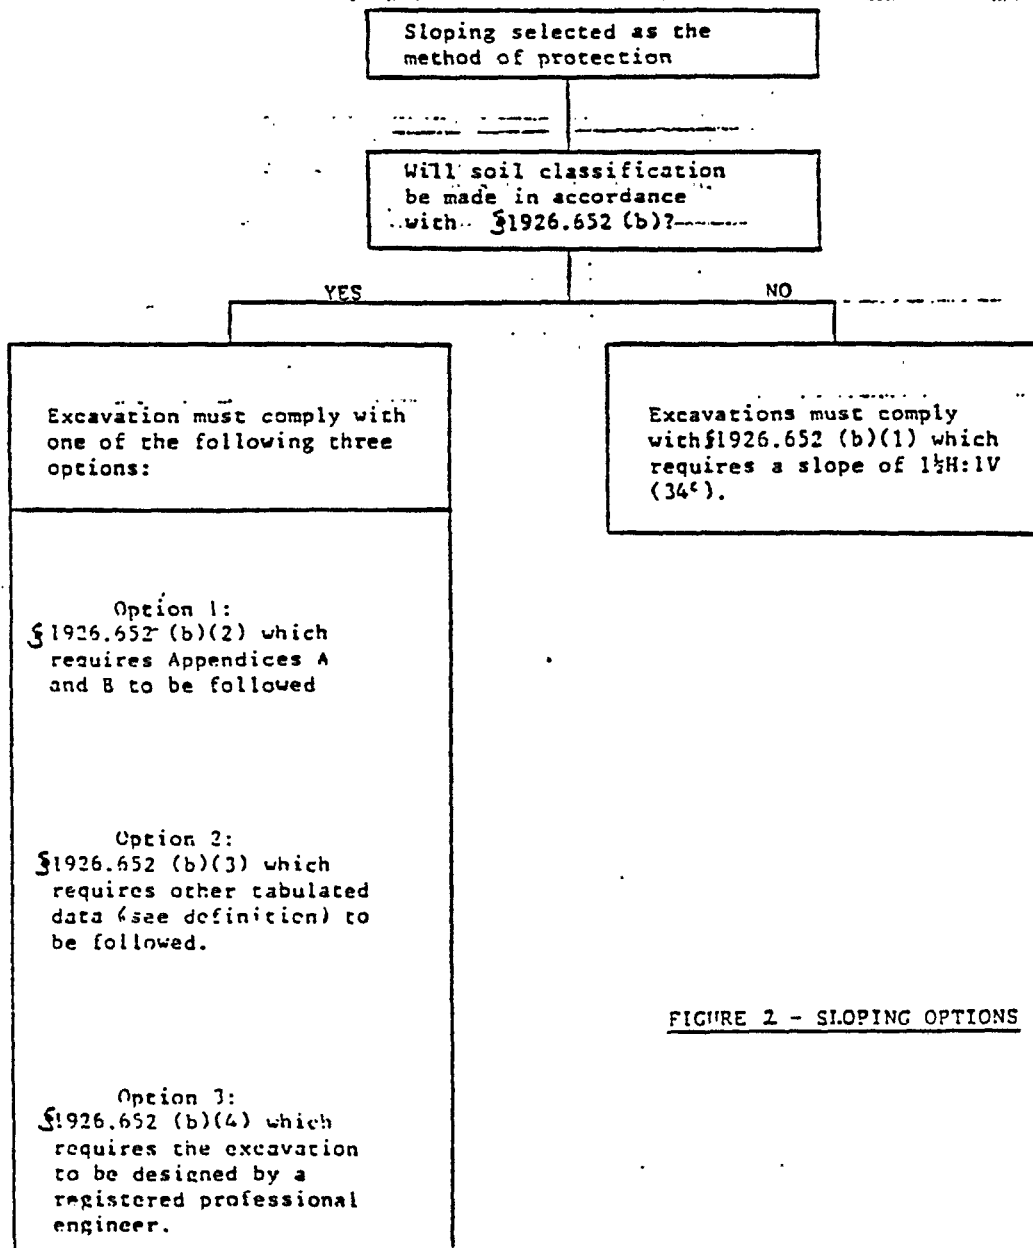 Sloping selected as the
method of protection
Will soil classification
be made in accordance
with §1926.652 (b)?
YES
NO
Excavation must comply with
one of the following three
options:
Excavations must comply
with §1926.652 (b)(1) which
requires a slope of 1½H:1V
(34°).
Option 1:
§1926.652 (b)(2) which
requires Appendices A
and B to be followed
Option 2:
§1926.652 (b)(3) which
requires other tabulated
data (see definition) to
be followed.
FIGURE 2 - SLOPING OPTIONS
Option 3:
§1926.652 (b)(4) which
requires the excavation
to be designed by a
registered professional
engineer.